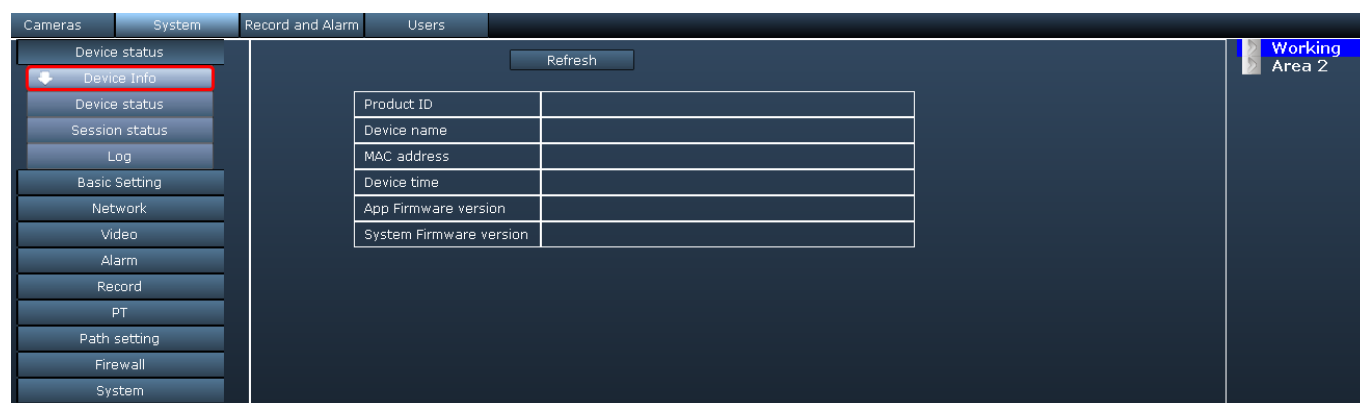 Cameras System Record and Alarm Users
Device status
Device Info
Device status
Session status
Log
Basic Setting
Network
Video
Alarm
Record
PT
Path setting
Firewall
System
Refresh
Product ID
Device name
MAC address
Device time
App Firmware version
System Firmware version
Working
Area 2